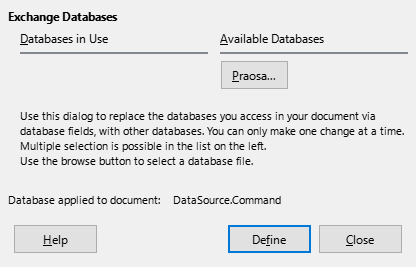 Exchange Databases
Databases in Use
Available Databases
Praosa...
Use this dialog to replace the databases you access in your document via
database fields, with other databases. You can only make one change at a time.
Multiple selection is possible in the list on the left.
Use the browse button to select a database file.
Database applied to document: DataSource.Command
Help
Define
Close